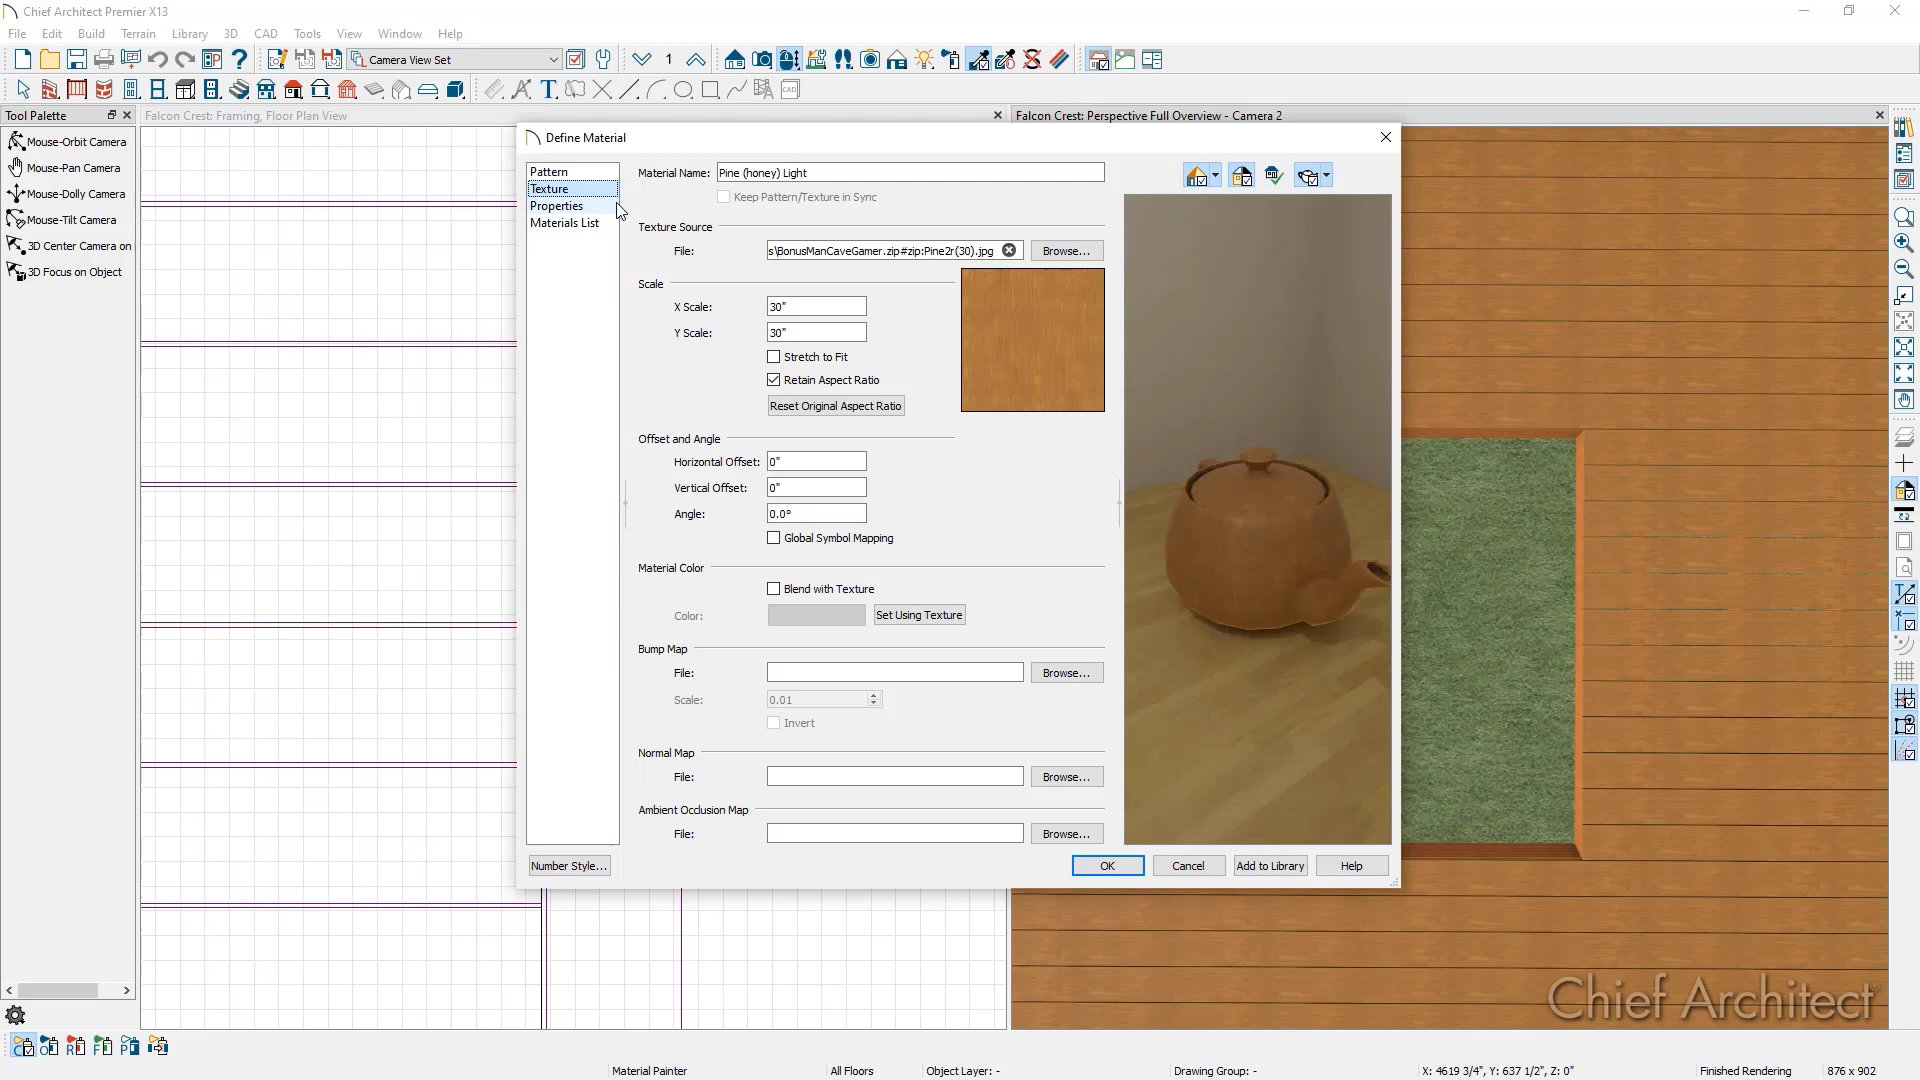 Chief Architect Premier X13
File Edit Build Terrain Library 3D CAD Tools View Window Help
Camera View Set
1
Tool Palette
Falcon Crest: Framing, Floor Plan View
Falcon Crest: Perspective Full Overview - Camera 2
Mouse-Orbit Camera
Mouse-Pan Camera
Mouse-Dolly Camera
Mouse-Tilt Camera
3D Center Camera on
3D Focus on Object
Define Material
Pattern
Texture
Properties
Materials List
Material Name: Pine (honey) Light
Keep Pattern/Texture in Sync
Texture Source
File: s\BonusManCaveGamer.zip#zip:Pine2r(30).jpg Browse...
Scale
X Scale: 30"
Y Scale: 30"
Stretch to Fit
Retain Aspect Ratio
Reset Original Aspect Ratio
Offset and Angle
Horizontal Offset: 0"
Vertical Offset: 0"
Angle: 0.0°
Global Symbol Mapping
Material Color
Blend with Texture
Color: Set Using Texture
Bump Map
File: Browse...
Scale: 0.01
Invert
Normal Map
File: Browse...
Ambient Occlusion Map
File: Browse...
Number Style... OK Cancel Add to Library Help
Chief Architect®
Material Painter All Floors Object Layer: - Drawing Group: - X: 4619 3/4", Y: 637 1/2", Z: 0" Finished Rendering 876 x 902